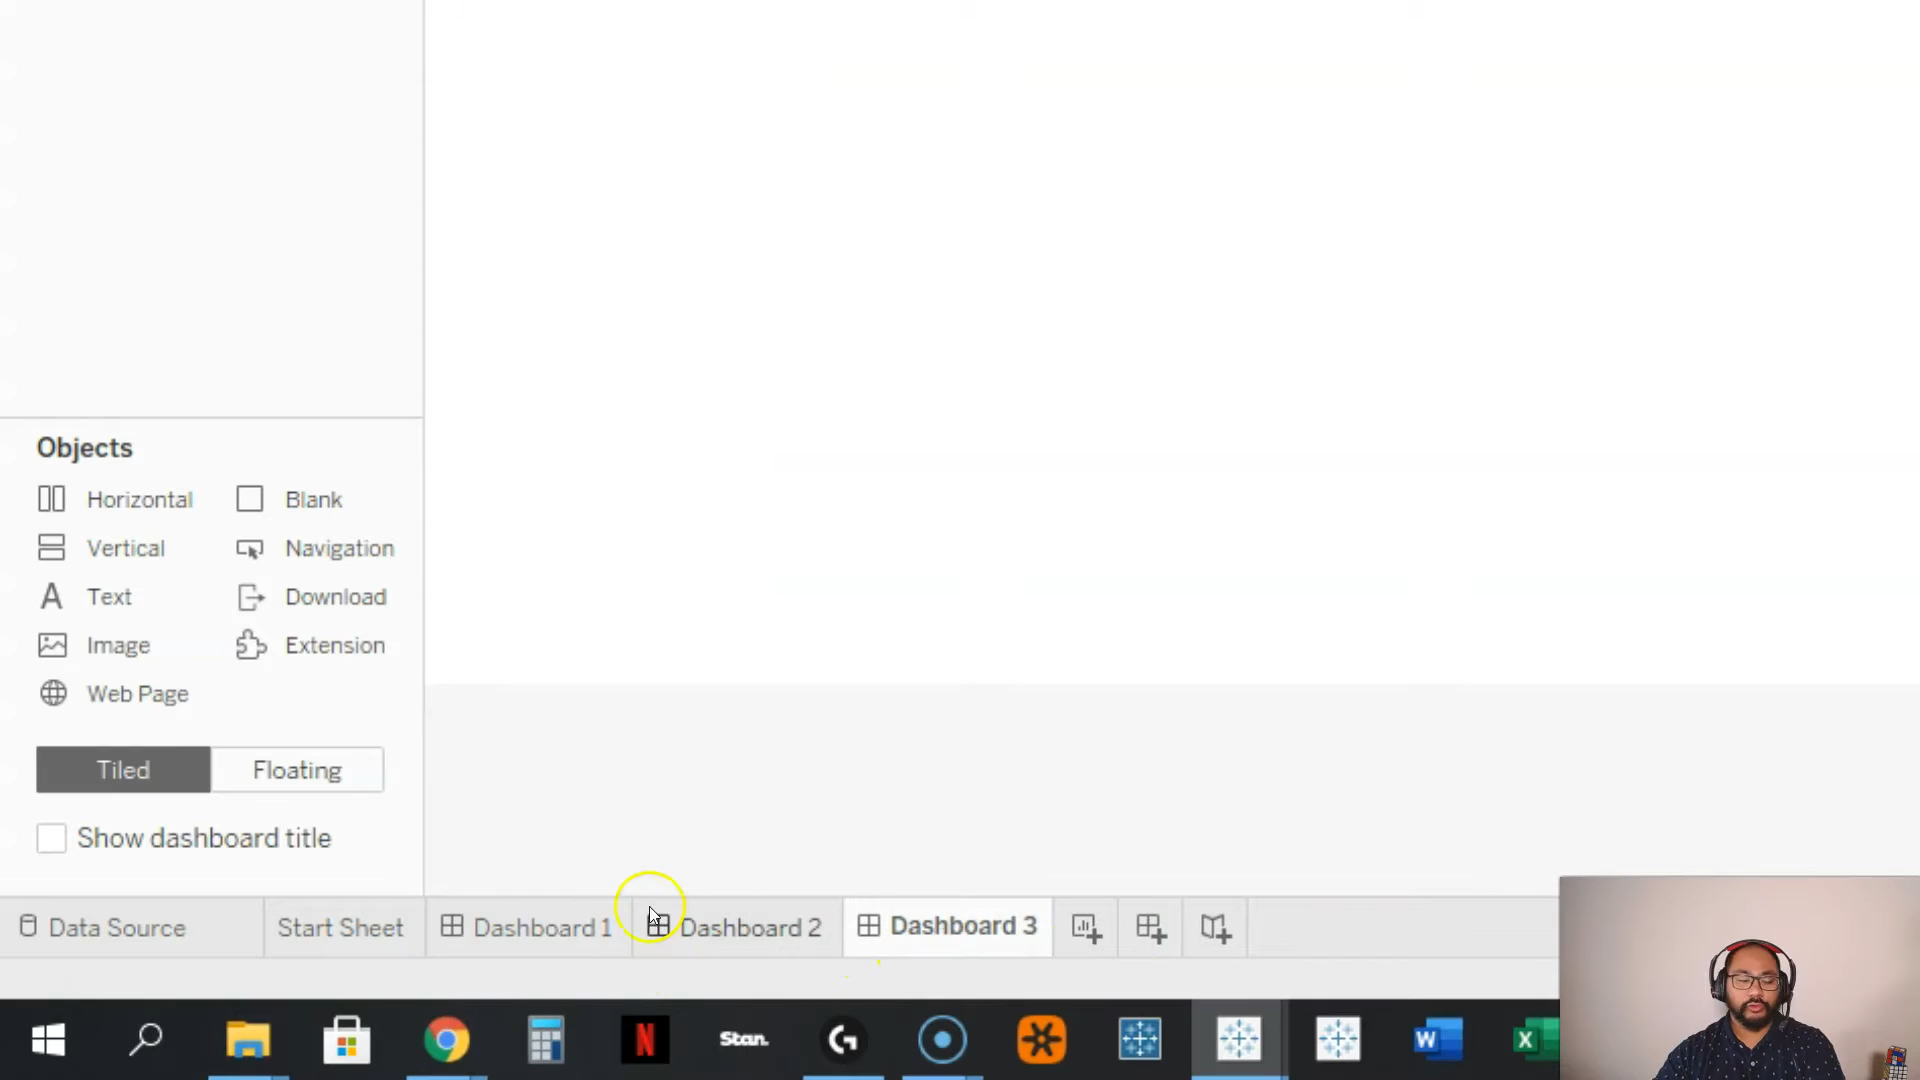 Objects
Horizontal Blank
Vertical Navigation
Text Download
Image Extension
Web Page
Tiled Floating
Show dashboard title
Data Source Start Sheet Dashboard 1 Dashboard 2 Dashboard 3
N Stan. G W X